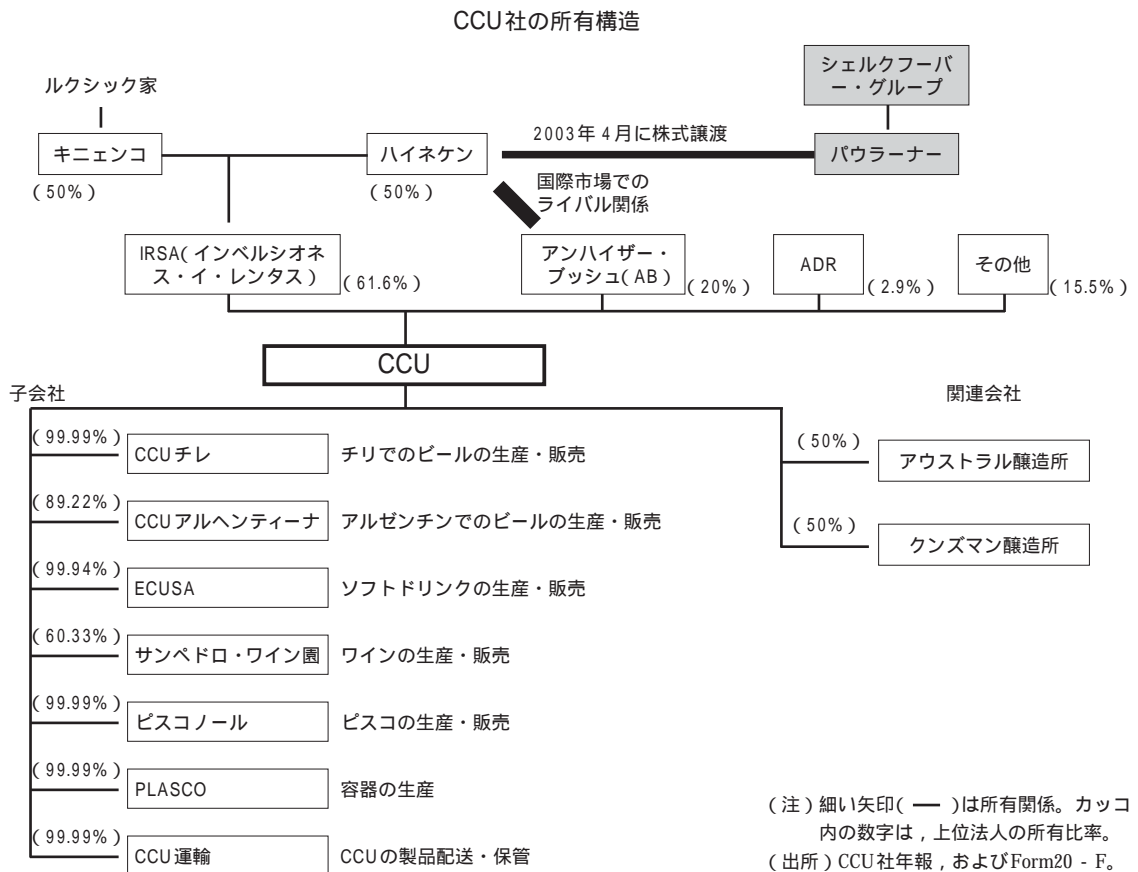 CCU社の所有構造
ルクシック家
シェルクフーバ
ー・グループ
キニェンコ
ハイネケン
2003年4月に株式譲渡
パウラーナー
(50%)
(50%)
国際市場での
ライバル関係
IRSA(インベルシオネ
ス・イ・レンタス)
(61.6%)
アンハイザー・
ブッシュ(AB)
(20%)
ADR
(2.9%)
その他
(15.5%)
CCU
子会社
関連会社
(99.99%)
CCUチレ
チリでのビールの生産・販売
(50%)
アウストラル醸造所
(89.22%)
CCUアルヘンティーナ
アルゼンチンでのビールの生産・販売
(50%)
クンズマン醸造所
(99.94%)
ECUSA
ソフトドリンクの生産・販売
(60.33%)
サンペドロ・ワイン園
ワインの生産・販売
(99.99%)
ピスコノール
ピスコの生産・販売
(99.99%)
PLASCO
容器の生産
(99.99%)
CCU運輸
CCUの製品配送・保管
(注)細い矢印( ― )は所有関係。カッコ
内の数字は,上位法人の所有比率。
(出所)CCU社年報,およびForm20 - F。